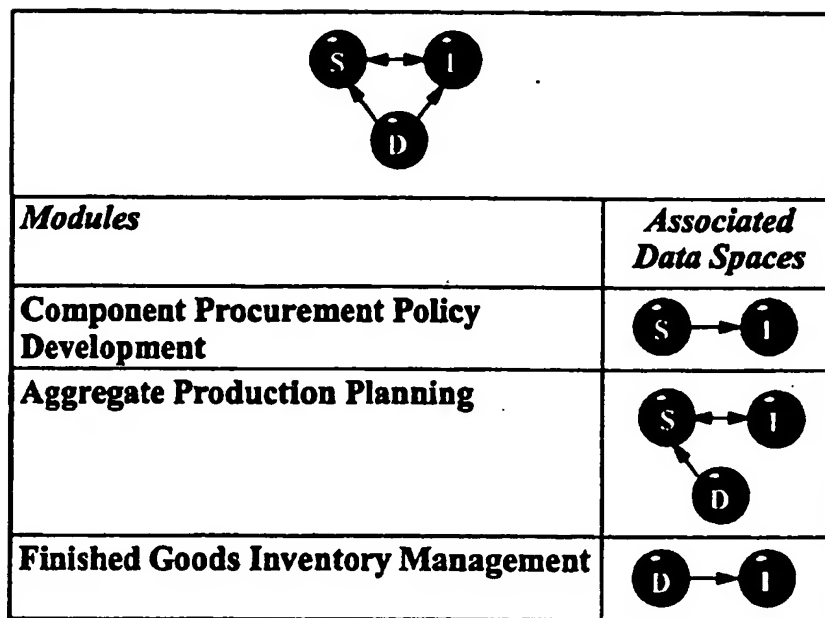 S I
D
Modules
Associated
Data Spaces
Component Procurement Policy
Development
S I
Aggregate Production Planning
S I
D
Finished Goods Inventory Management
D I